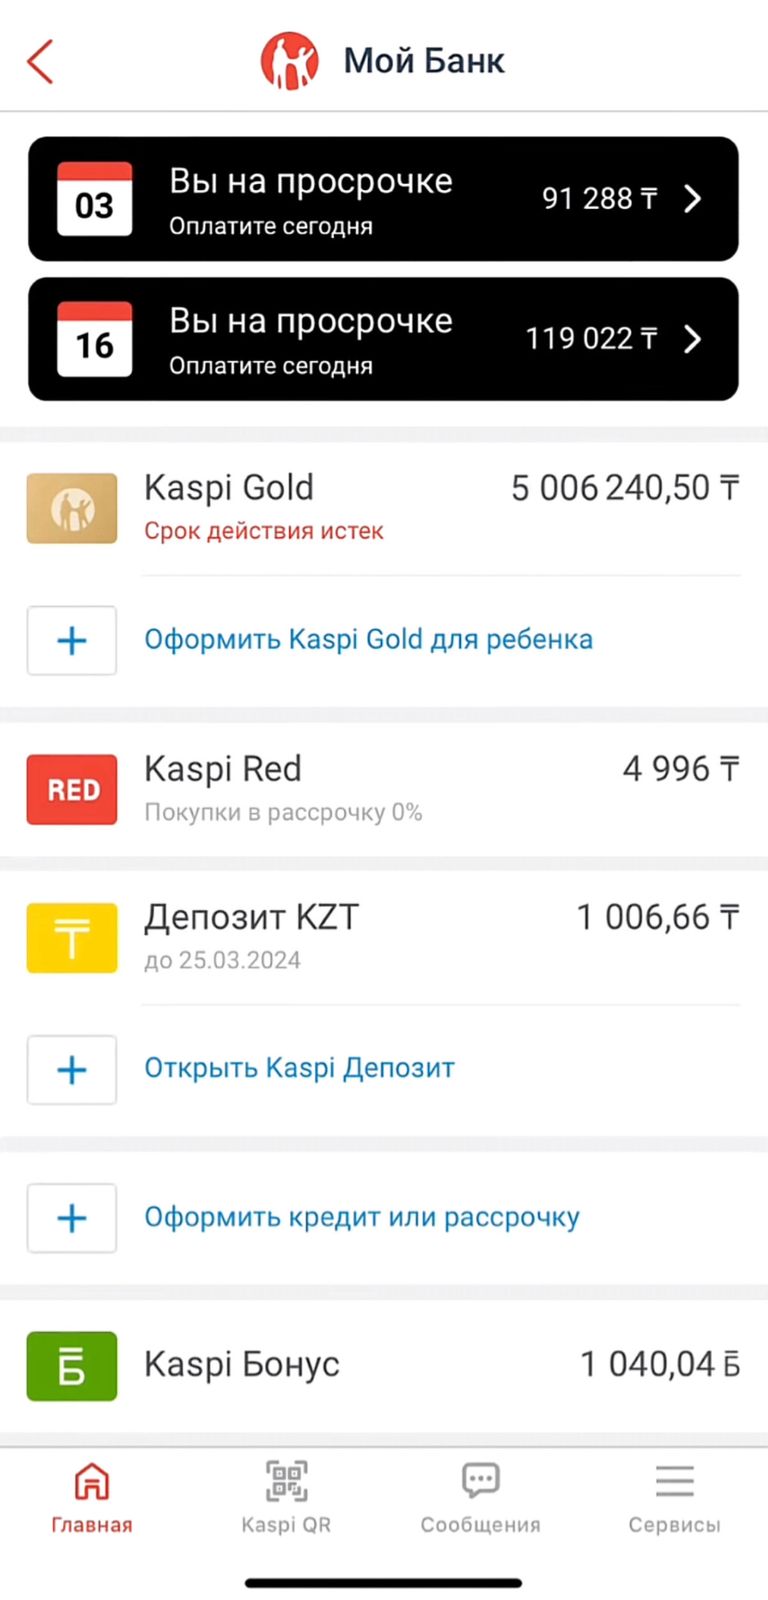 Мой Банк
03
Вы на просрочке
Оплатите сегодня
91 288 ₸
16
Вы на просрочке
Оплатите сегодня
119 022 ₸
Kaspi Gold
5 006 240,50 ₸
Срок действия истек
Оформить Kaspi Gold для ребенка
RED
Kaspi Red
4 996 ₸
Покупки в рассрочку 0%
₸
Депозит KZT
1 006,66 ₸
до 25.03.2024
Открыть Kaspi Депозит
Оформить кредит или рассрочку
Б
Kaspi Бонус
1 040,04 Б
Главная
Kaspi QR
Сообщения
Сервисы